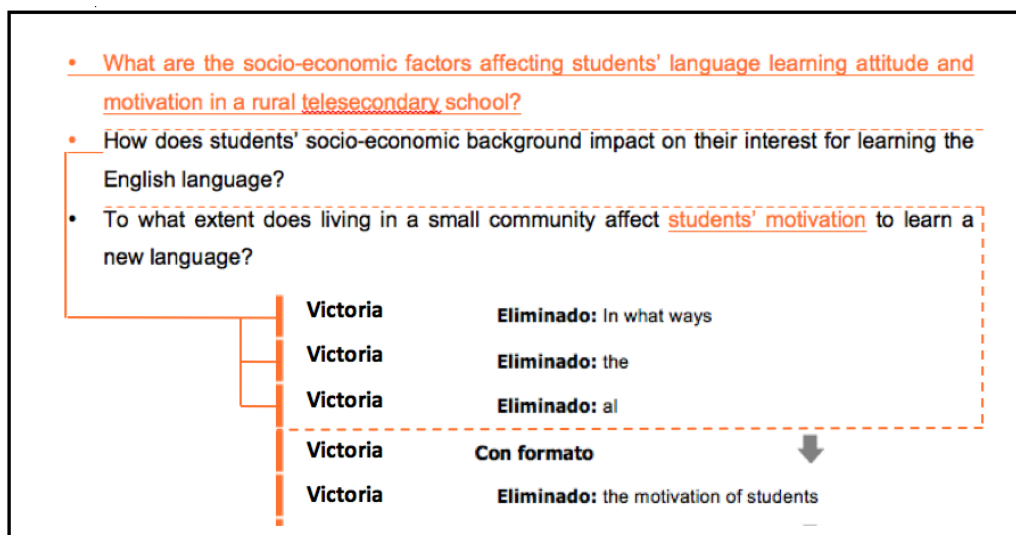 • What are the socio-economic factors affecting students' language learning attitude and
motivation in a rural telesecondary school?
• How does students' socio-economic background impact on their interest for learning the
English language?
• To what extent does living in a small community affect students' motivation to learn a
new language?
Victoria Eliminado: In what ways
Victoria Eliminado: the
Victoria Eliminado: al
Victoria Con formato
Victoria Eliminado: the motivation of students